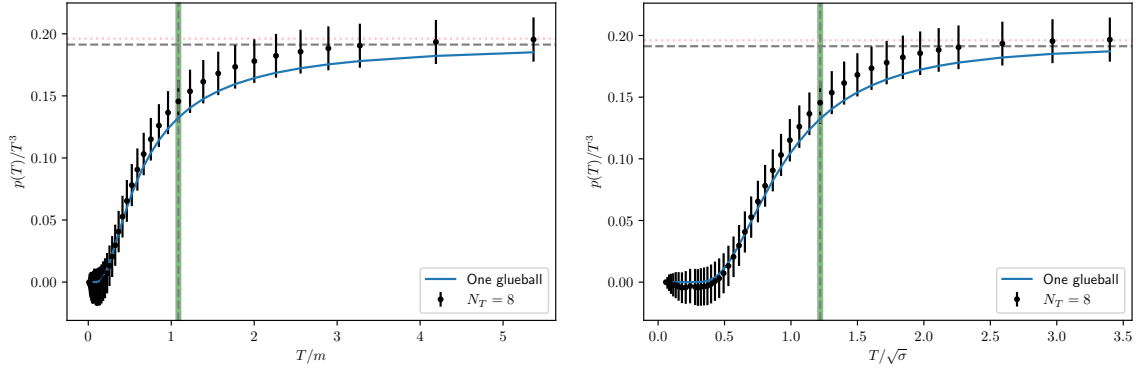 0.20
0.15
0.10
0.05
0.00
p(T)/T³
0 1 2 3 4 5
T/m
One glueball
N_T = 8
0.20
0.15
0.10
0.05
0.00
p(T)/T³
0.0 0.5 1.0 1.5 2.0 2.5 3.0 3.5
T/√σ
One glueball
N_T = 8